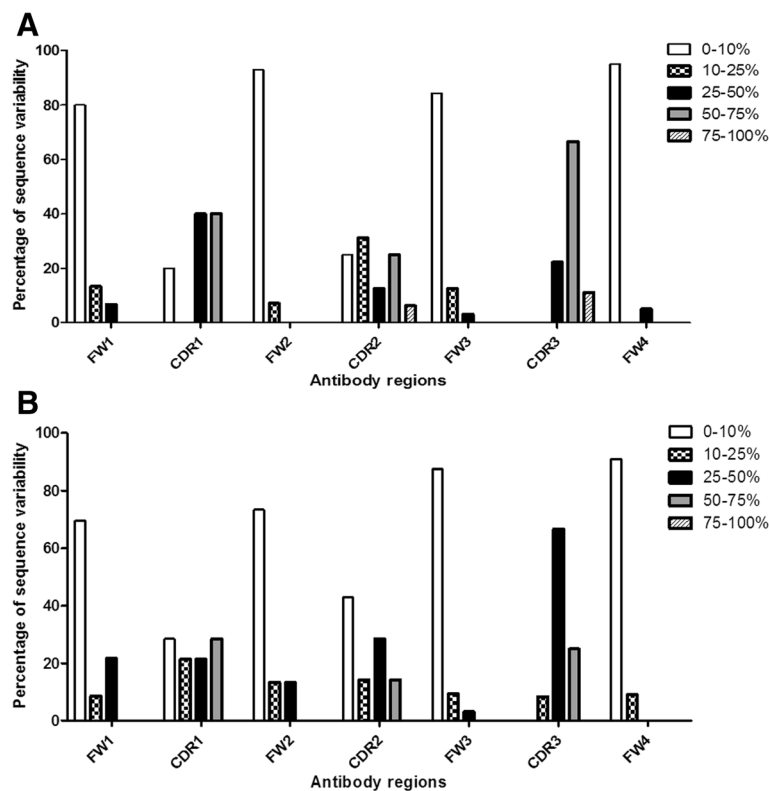 A
Percentage of sequence variability
100
80
60
40
20
0
FW1
CDR1
FW2
CDR2
FW3
CDR3
FW4
Antibody regions
0-10%
10-25%
25-50%
50-75%
75-100%
B
Percentage of sequence variability
100
80
60
40
20
0
FW1
CDR1
FW2
CDR2
FW3
CDR3
FW4
Antibody regions
0-10%
10-25%
25-50%
50-75%
75-100%